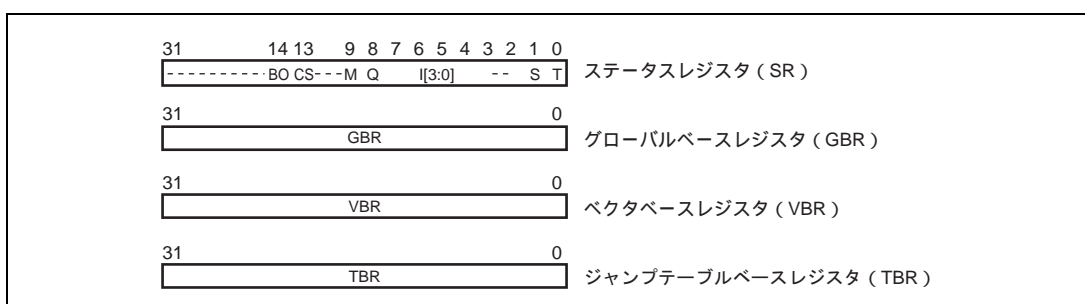 31 14 13 9 8 7 6 5 4 3 2 1 0
----------BO CS---M Q I[3:0] -- S T ステータスレジスタ（SR）
31 0
GBR グローバルベースレジスタ（GBR）
31 0
VBR ベクタベースレジスタ（VBR）
31 0
TBR ジャンプテーブルベースレジスタ（TBR）